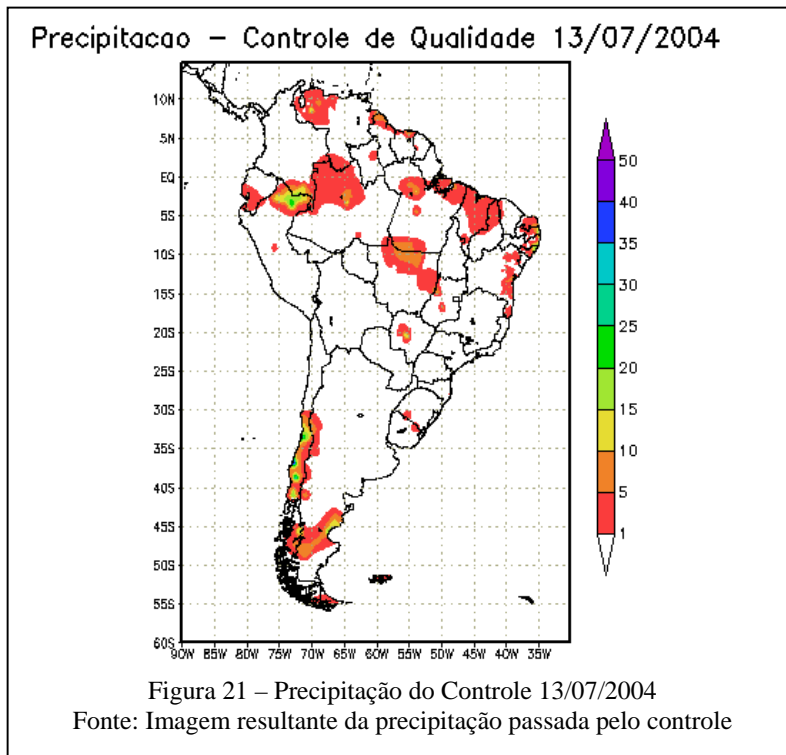 Precipitacao – Controle de Qualidade 13/07/2004
10N
5N
EQ
5S
10S
15S
20S
25S
30S
35S
40S
45S
50S
55S
60S
90W 85W 80W 75W 70W 65W 60W 55W 50W 45W 40W 35W
50
40
35
30
25
20
15
10
5
1
Figura 21 – Precipitação do Controle 13/07/2004
Fonte: Imagem resultante da precipitação passada pelo controle